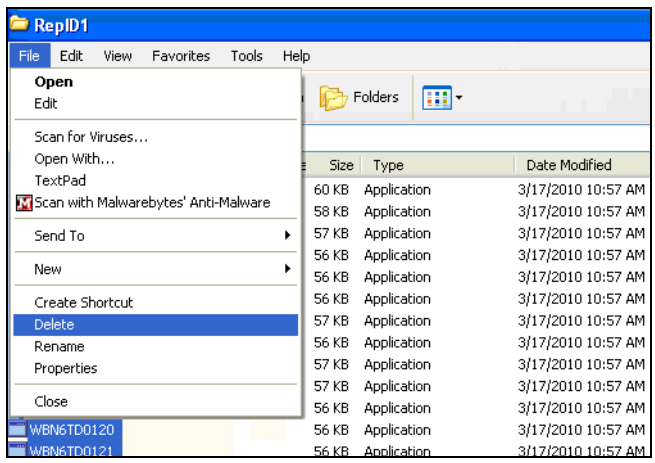 RepID1
File Edit View Favorites Tools Help
Folders
Open
Edit
Scan for Viruses...
Open With...
TextPad
Scan with Malwarebytes' Anti-Malware
Send To
New
Create Shortcut
Delete
Rename
Properties
Close
Size Type Date Modified
60 KB Application 3/17/2010 10:57 AM
58 KB Application 3/17/2010 10:57 AM
57 KB Application 3/17/2010 10:57 AM
56 KB Application 3/17/2010 10:57 AM
56 KB Application 3/17/2010 10:57 AM
56 KB Application 3/17/2010 10:57 AM
57 KB Application 3/17/2010 10:57 AM
56 KB Application 3/17/2010 10:57 AM
57 KB Application 3/17/2010 10:57 AM
57 KB Application 3/17/2010 10:57 AM
56 KB Application 3/17/2010 10:57 AM
WBN6TD0120 56 KB Application 3/17/2010 10:57 AM
WBN6TD0121 56 KB Application 3/17/2010 10:57 AM